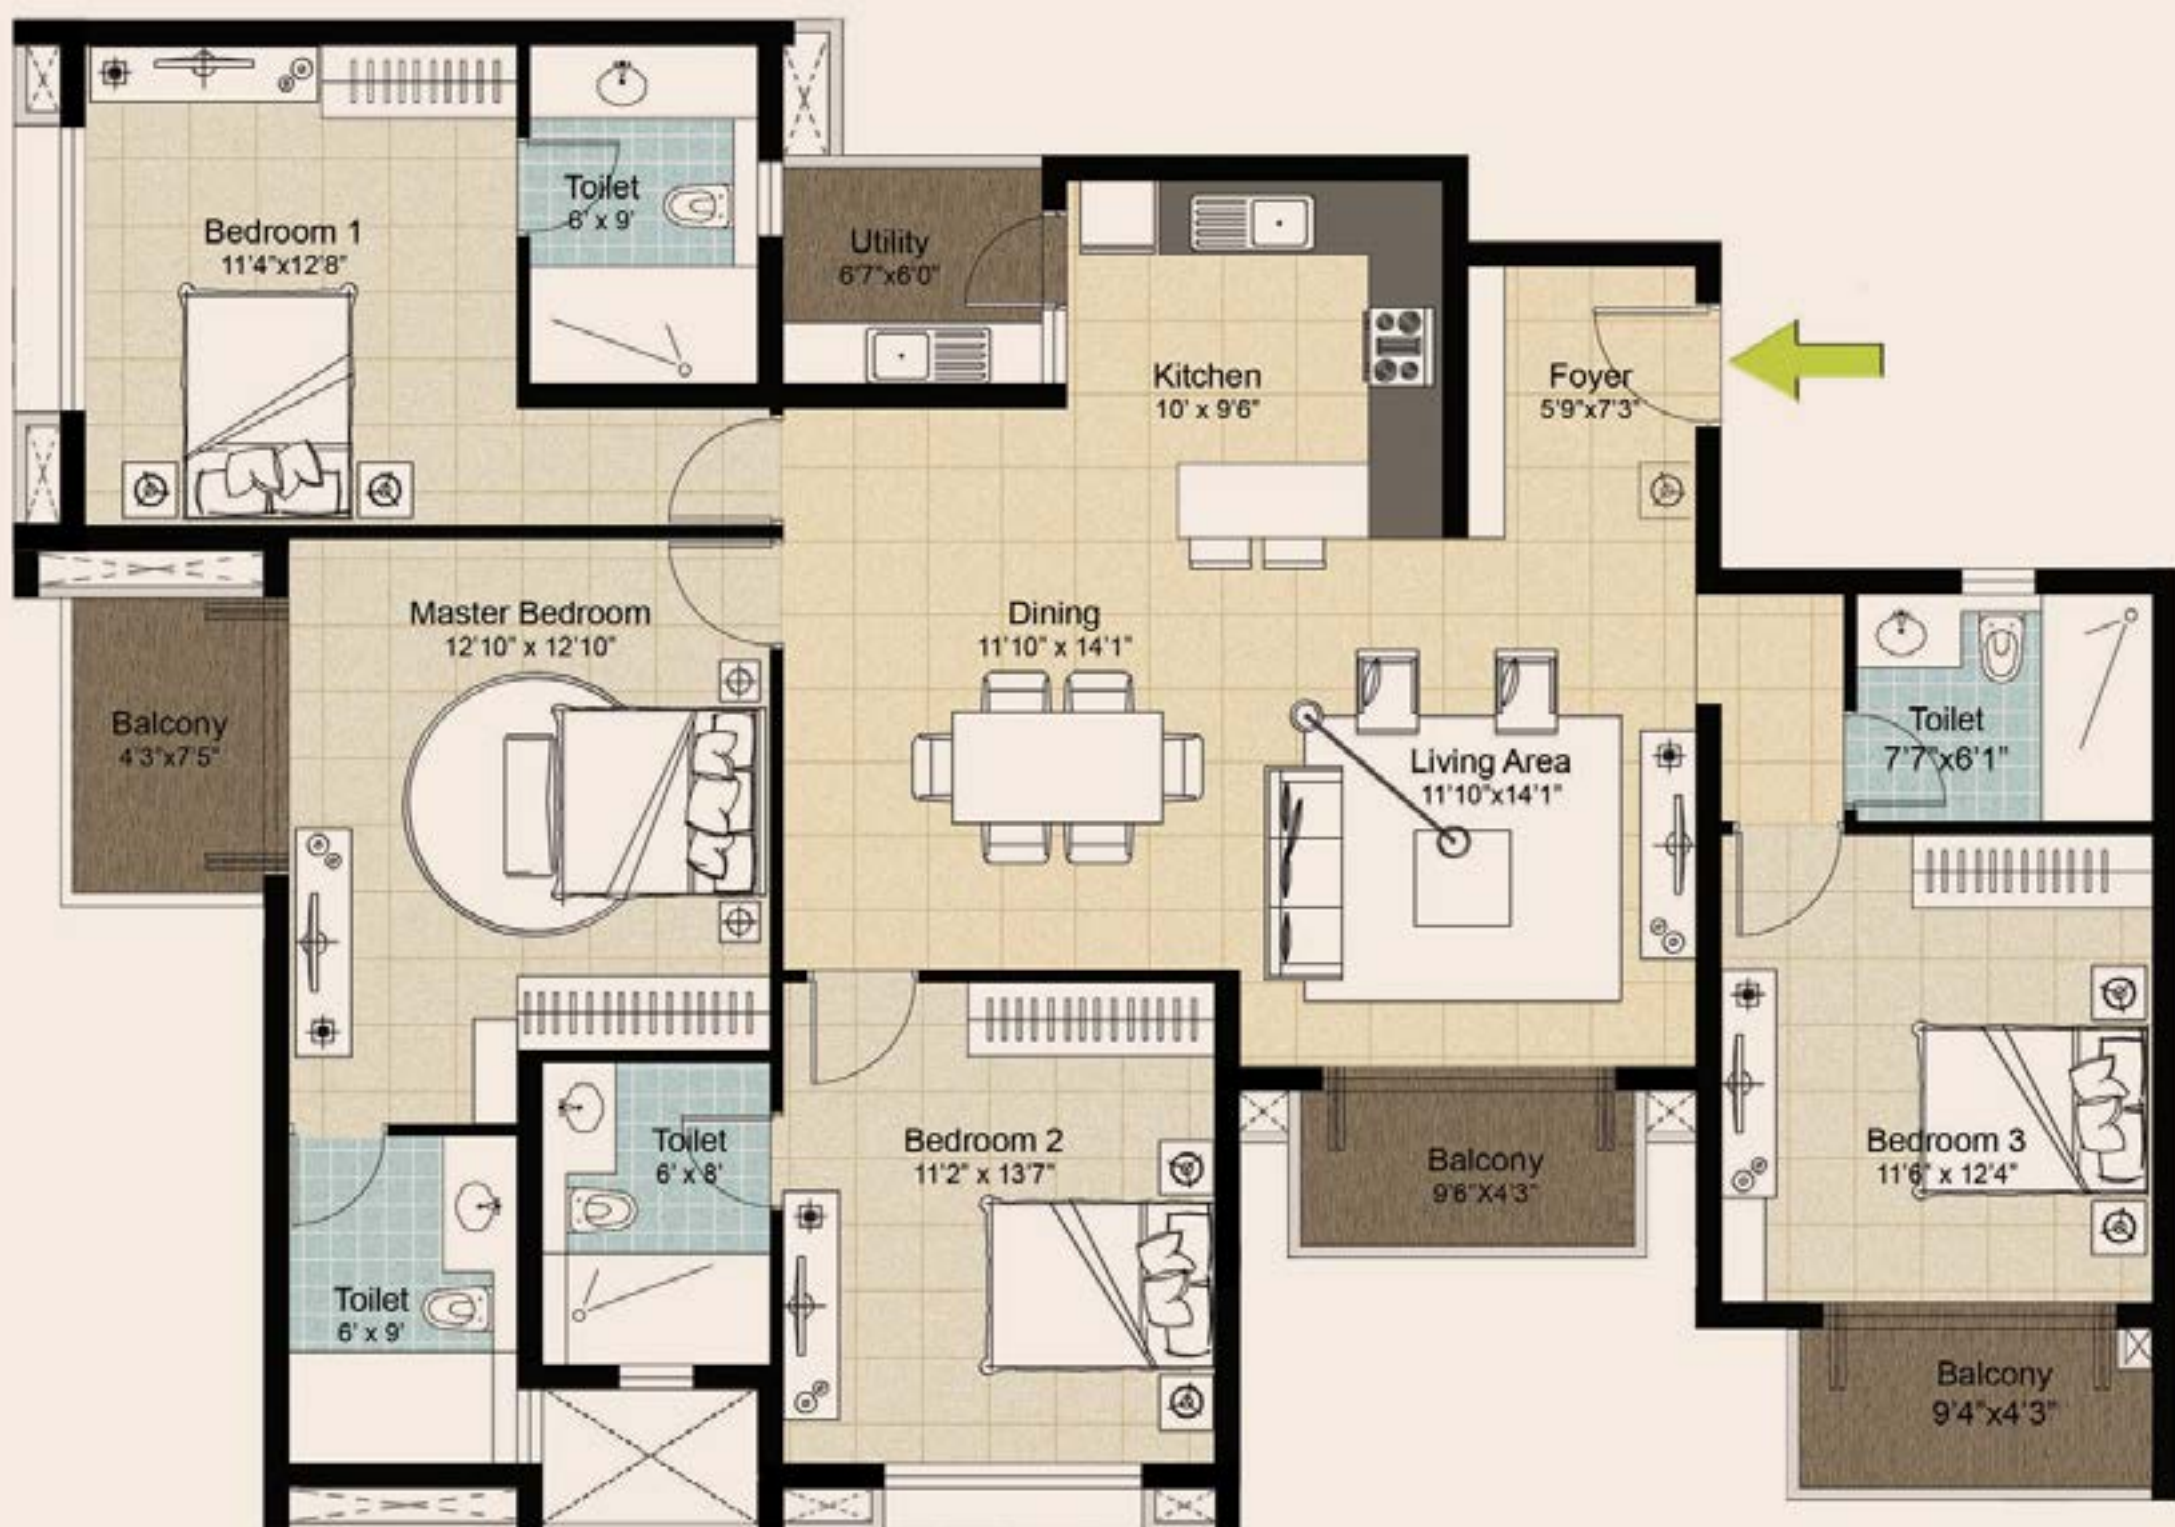 Bedroom 1
11'4"x12'8"
Toilet
6' x 9'
Utility
6'7"x6'0"
Kitchen
10' x 9'6"
Foyer
5'9"x7'3"
Master Bedroom
12'10" x 12'10"
Balcony
4'3"x7'5"
Dining
11'10" x 14'1"
Living Area
11'10"x14'1"
Toilet
7'7"x6'1"
Toilet
6' x 8'
Bedroom 2
11'2" x 13'7"
Balcony
9'6"X4'3"
Bedroom 3
11'6" x 12'4"
Toilet
6' x 9'
Balcony
9'4"x4'3"